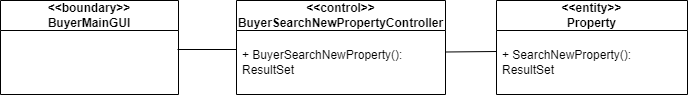 <<boundary>>
BuyerMainGUI
<<control>>
BuyerSearchNewPropertyController
+ BuyerSearchNewProperty():
ResultSet
<<entity>>
Property
+ SearchNewProperty():
ResultSet